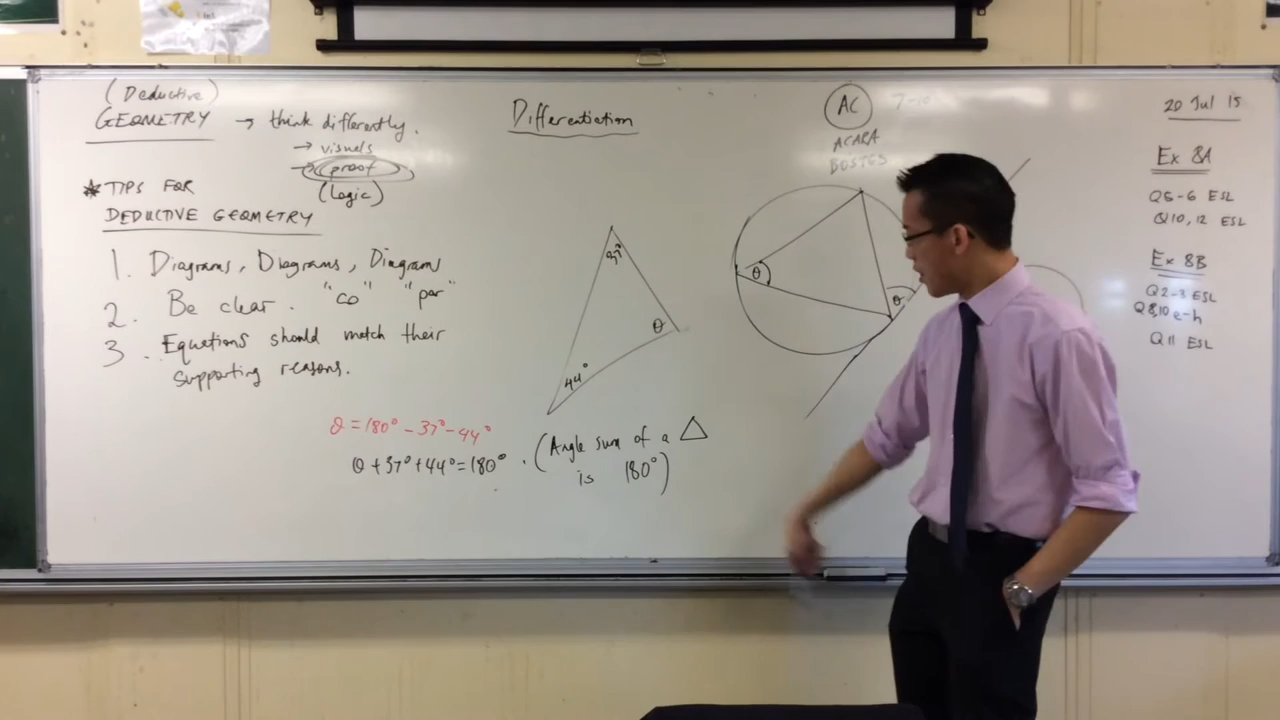 (Deductive)
GEOMETRY → think differently.
→ visuals
→ proof
(logic)
* TIPS FOR
DEDUCTIVE GEOMETRY
1. Diagrams, Diagrams, Diagrams
2. Be clear. "co" "par"
3. Equations should match their
supporting reasons.
θ = 180° - 37° - 44°
θ + 37° + 44° = 180°. (Angle sum of a △
is 180°)
Differentiation
37°
θ
44°
AC
ACARA
BOSTES
θ
θ
20 Jul 15
Ex 8A
Q5-6 ESL
Q10, 12 ESL
Ex 8B
Q2-3 ESL
Q8,10 e-h
Q11 ESL